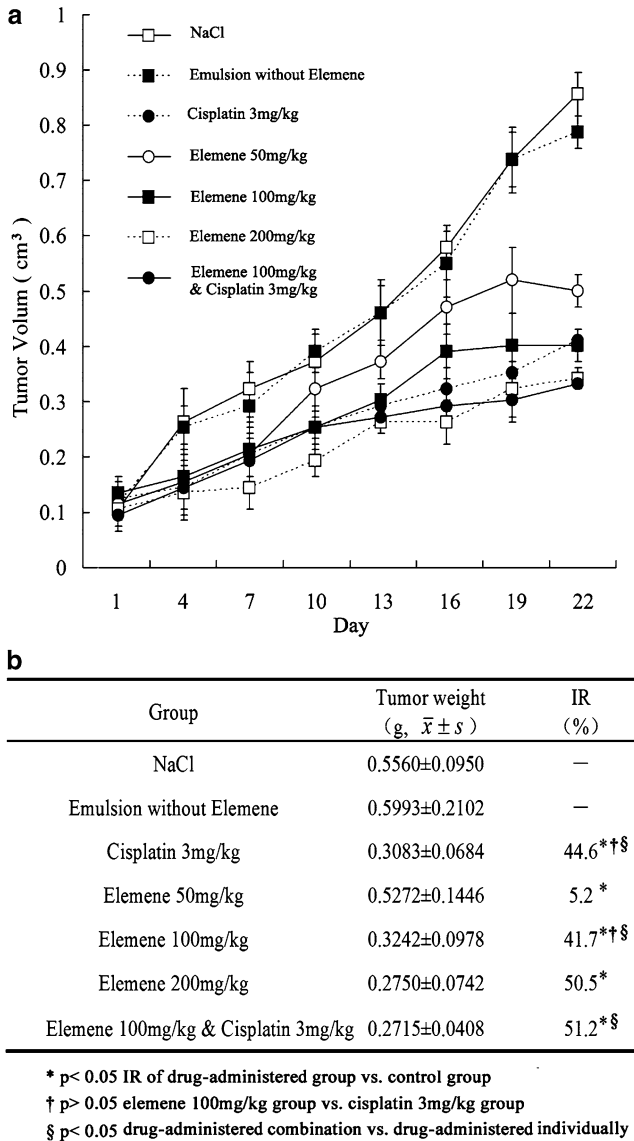 a
1
0.9
0.8
0.7
0.6
0.5
0.4
0.3
0.2
0.1
0
Tumor Volum ( cm³ )
NaCl
Emulsion without Elemene
Cisplatin 3mg/kg
Elemene 50mg/kg
Elemene 100mg/kg
Elemene 200mg/kg
Elemene 100mg/kg
& Cisplatin 3mg/kg
1 4 7 10 13 16 19 22
Day
b
Group Tumor weight IR
(g, x̅ ± s ) (%)
NaCl 0.5560±0.0950 —
Emulsion without Elemene 0.5993±0.2102 —
Cisplatin 3mg/kg 0.3083±0.0684 44.6*†§
Elemene 50mg/kg 0.5272±0.1446 5.2 *
Elemene 100mg/kg 0.3242±0.0978 41.7*†§
Elemene 200mg/kg 0.2750±0.0742 50.5*
Elemene 100mg/kg & Cisplatin 3mg/kg 0.2715±0.0408 51.2*§
* p< 0.05 IR of drug-administered group vs. control group
† p> 0.05 elemene 100mg/kg group vs. cisplatin 3mg/kg group
§ p< 0.05 drug-administered combination vs. drug-administered individually